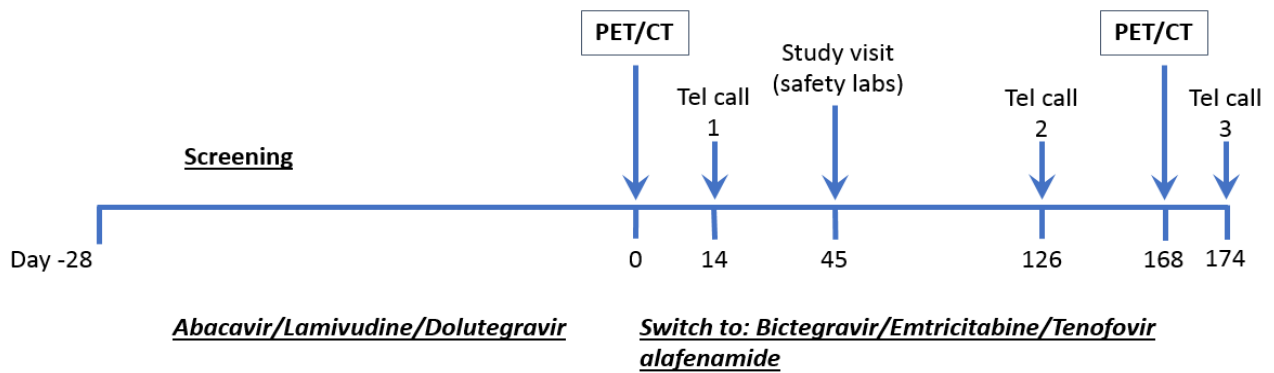 PET/CT
PET/CT
Study visit
(safety labs)
Tel call
1
Tel call
2
Tel call
3
Screening
Day -28
0
14
45
126
168
174
Abacavir/Lamivudine/Dolutegravir
Switch to: Bictegravir/Emtricitabine/Tenofovir
alafenamide